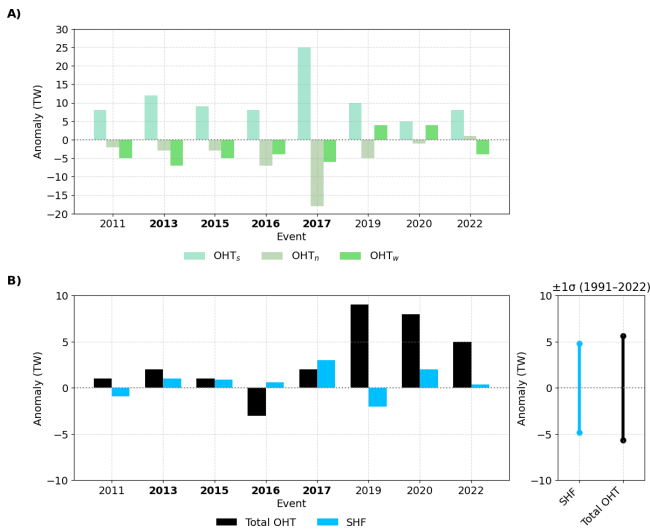 A)
30
25
20
15
10
5
0
−5
−10
−15
−20
Anomaly (TW)
2011 2013 2015 2016 2017 2019 2020 2022
Event
OHTs OHTn OHTw
B)
10
5
0
−5
−10
Anomaly (TW)
2011 2013 2015 2016 2017 2019 2020 2022
Event
Total OHT SHF
±1σ (1991–2022)
10
5
0
−5
−10
Anomaly (TW)
SHF Total OHT